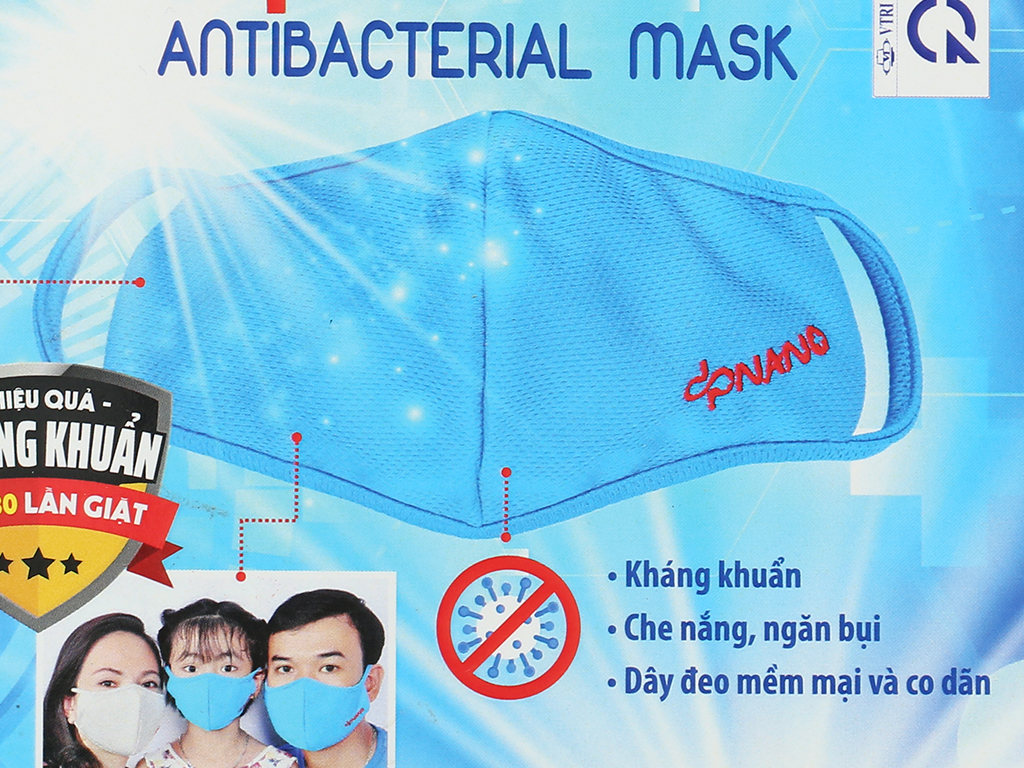 ANTIBACTERIAL MASK
VTRI
dpNANO
HIỆU QUẢ -
NG KHUẨN
30 LẦN GIẶT
dpNANO
• Kháng khuẩn
• Che nắng, ngăn bụi
• Dây đeo mềm mại và co dãn